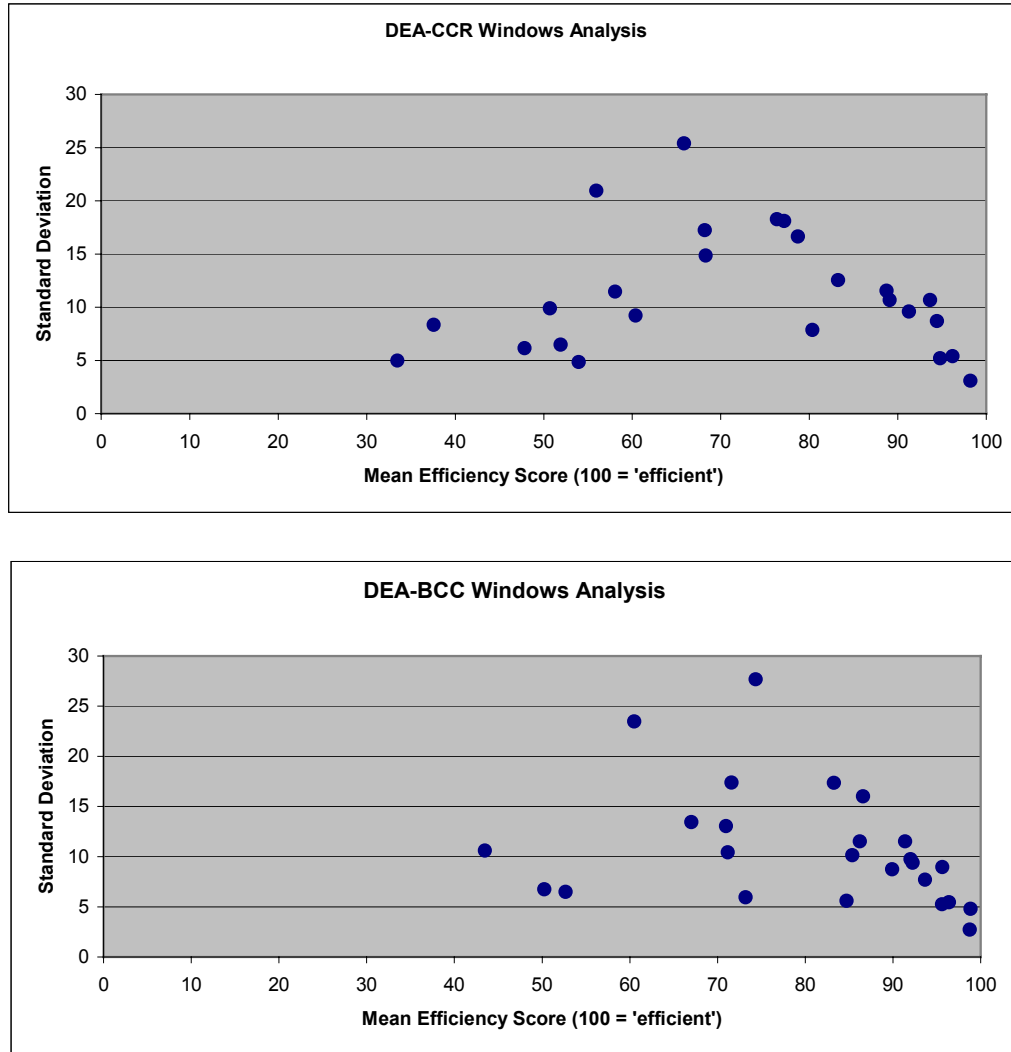 DEA-CCR Windows Analysis
30
25
20
15
10
5
0
Standard Deviation
0 10 20 30 40 50 60 70 80 90 100
Mean Efficiency Score (100 = 'efficient')
DEA-BCC Windows Analysis
30
25
20
15
10
5
0
Standard Deviation
0 10 20 30 40 50 60 70 80 90 100
Mean Efficiency Score (100 = 'efficient')